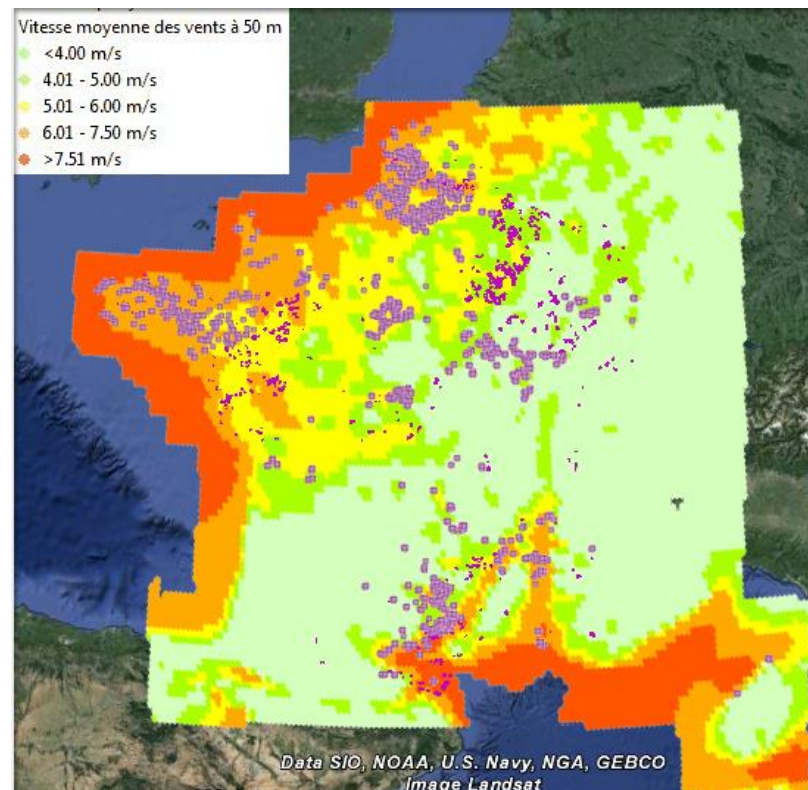 Vitesse moyenne des vents à 50 m
<4.00 m/s
4.01 - 5.00 m/s
5.01 - 6.00 m/s
6.01 - 7.50 m/s
>7.51 m/s
Data SIO, NOAA, U.S. Navy, NGA, GEBCO
Image Landsat